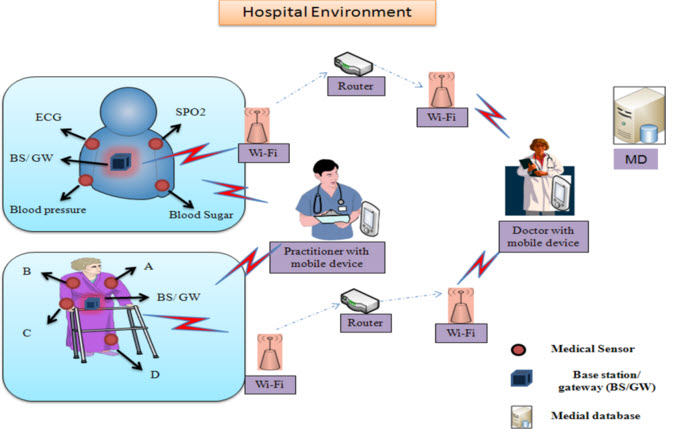 Hospital Environment
Router
Wi-Fi
ECG
SPO2
BS/GW
Wi-Fi
MD
Blood pressure
Blood Sugar
Practitioner with
mobile device
Doctor with
mobile device
B
A
BS/GW
C
D
Router
Wi-Fi
Wi-Fi
Medical Sensor
Base station/
gateway (BS/GW)
Medial database